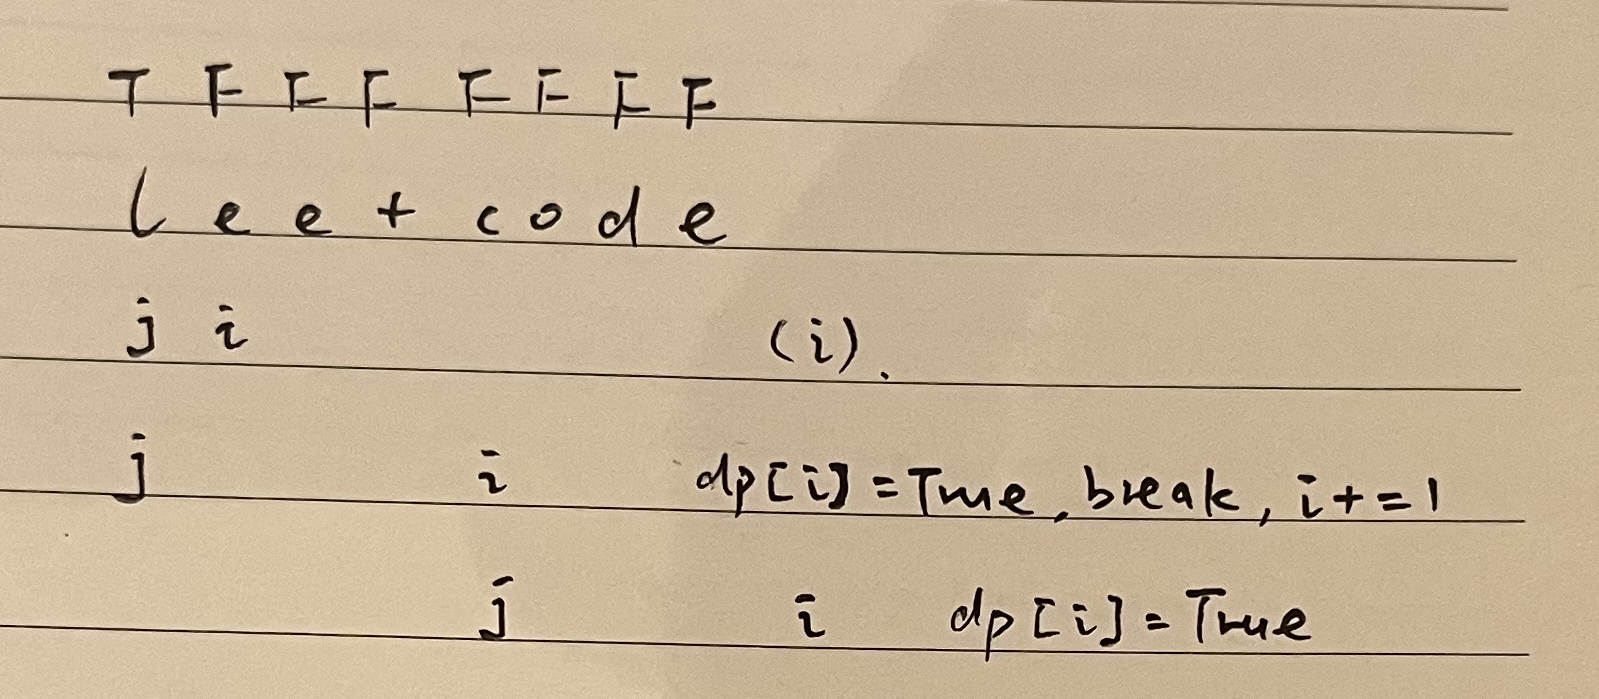 T F F F F F F F
l e e t c o d e
j i (i).
j i dp[i]=True, break, i+=1
j i dp[i]=True